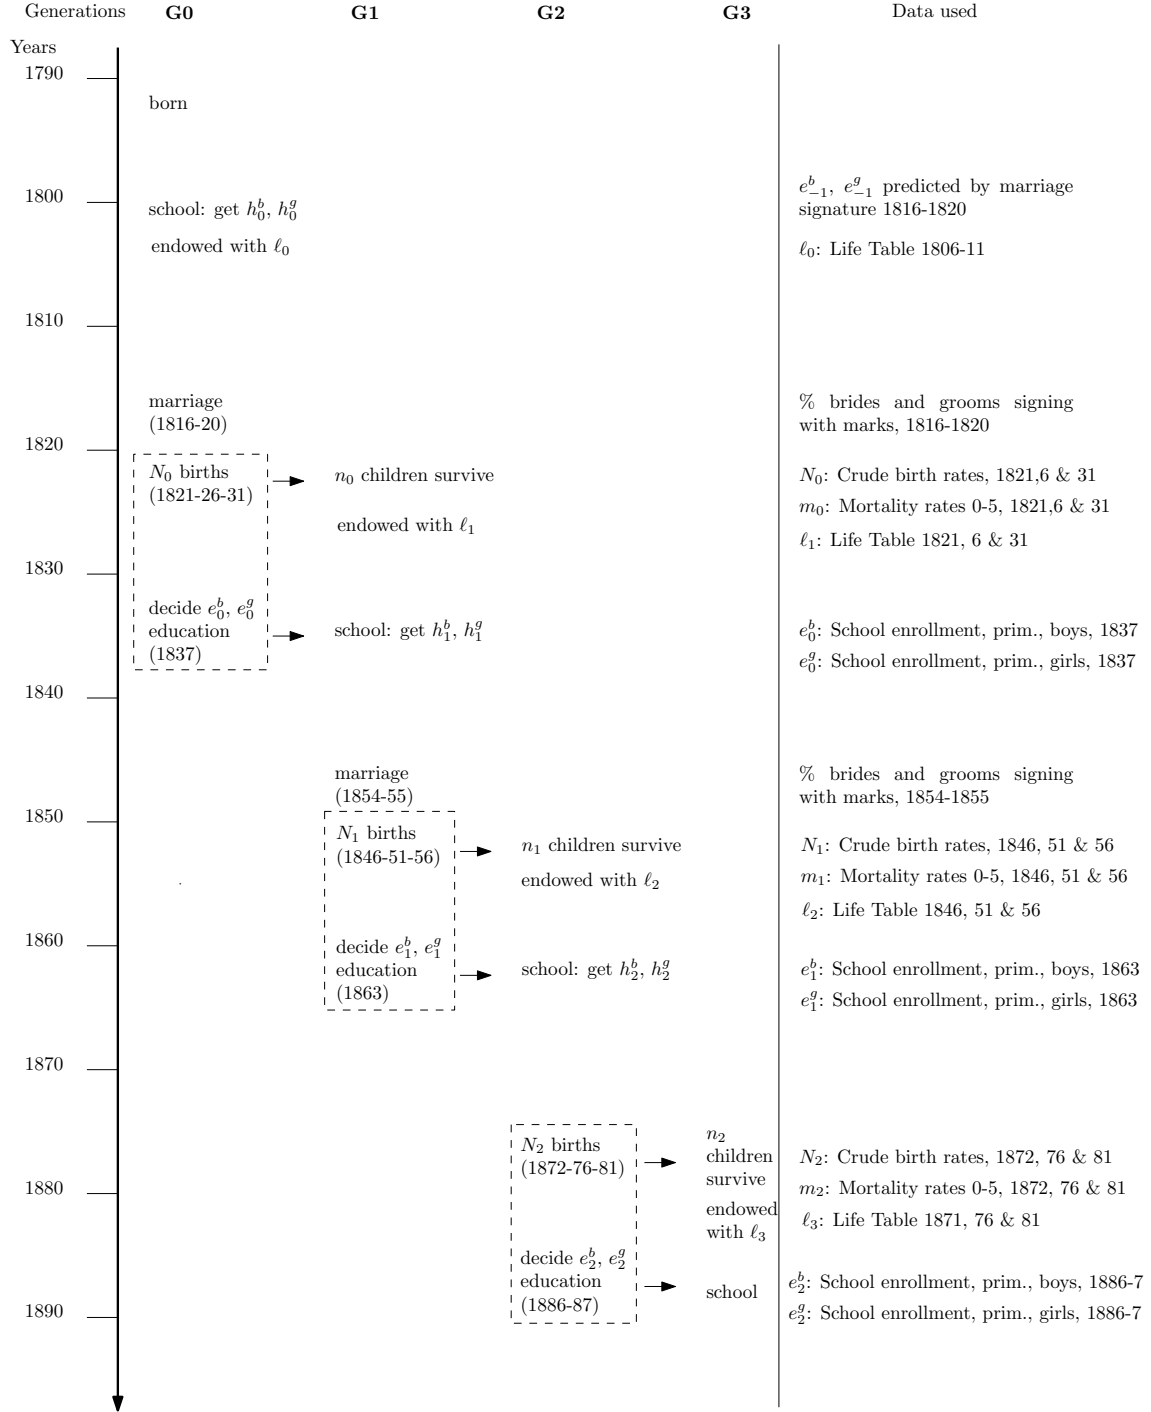 Generations G0 G1 G2 G3 Data used
Years
1790
born
1800
school: get h_0^b, h_0^g
endowed with ℓ_0
e_{-1}^b, e_{-1}^g predicted by marriage
signature 1816-1820
ℓ_0: Life Table 1806-11
1810
marriage
(1816-20)
% brides and grooms signing
with marks, 1816-1820
1820
N_0 births
(1821-26-31)
n_0 children survive
endowed with ℓ_1
N_0: Crude birth rates, 1821,6 & 31
m_0: Mortality rates 0-5, 1821,6 & 31
ℓ_1: Life Table 1821, 6 & 31
1830
decide e_0^b, e_0^g
education
(1837)
school: get h_1^b, h_1^g
e_0^b: School enrollment, prim., boys, 1837
e_0^g: School enrollment, prim., girls, 1837
1840
marriage
(1854-55)
% brides and grooms signing
with marks, 1854-1855
1850
N_1 births
(1846-51-56)
n_1 children survive
endowed with ℓ_2
N_1: Crude birth rates, 1846, 51 & 56
m_1: Mortality rates 0-5, 1846, 51 & 56
ℓ_2: Life Table 1846, 51 & 56
1860
decide e_1^b, e_1^g
education
(1863)
school: get h_2^b, h_2^g
e_1^b: School enrollment, prim., boys, 1863
e_1^g: School enrollment, prim., girls, 1863
1870
N_2 births
(1872-76-81)
n_2
children
survive
endowed
with ℓ_3
N_2: Crude birth rates, 1872, 76 & 81
m_2: Mortality rates 0-5, 1872, 76 & 81
ℓ_3: Life Table 1871, 76 & 81
1880
decide e_2^b, e_2^g
education
(1886-87)
school
e_2^b: School enrollment, prim., boys, 1886-7
e_2^g: School enrollment, prim., girls, 1886-7
1890